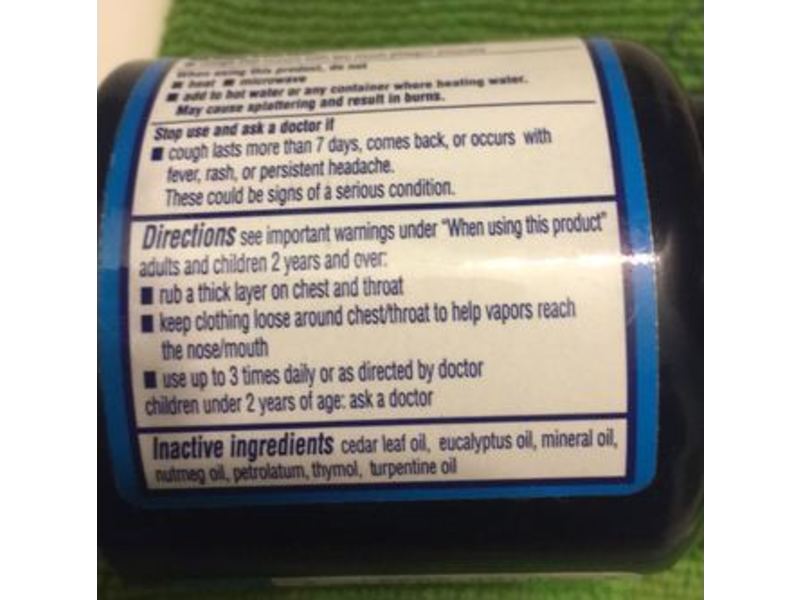 When using this product, do not
■ heat ■ microwave
■ add to hot water or any container where heating water.
May cause splattering and result in burns.
Stop use and ask a doctor if
■ cough lasts more than 7 days, comes back, or occurs with
fever, rash, or persistent headache.
These could be signs of a serious condition.
Directions see important warnings under "When using this product"
adults and children 2 years and over:
■ rub a thick layer on chest and throat
■ keep clothing loose around chest/throat to help vapors reach
the nose/mouth
■ use up to 3 times daily or as directed by doctor
children under 2 years of age: ask a doctor
Inactive ingredients cedar leaf oil, eucalyptus oil, mineral oil,
nutmeg oil, petrolatum, thymol, turpentine oil